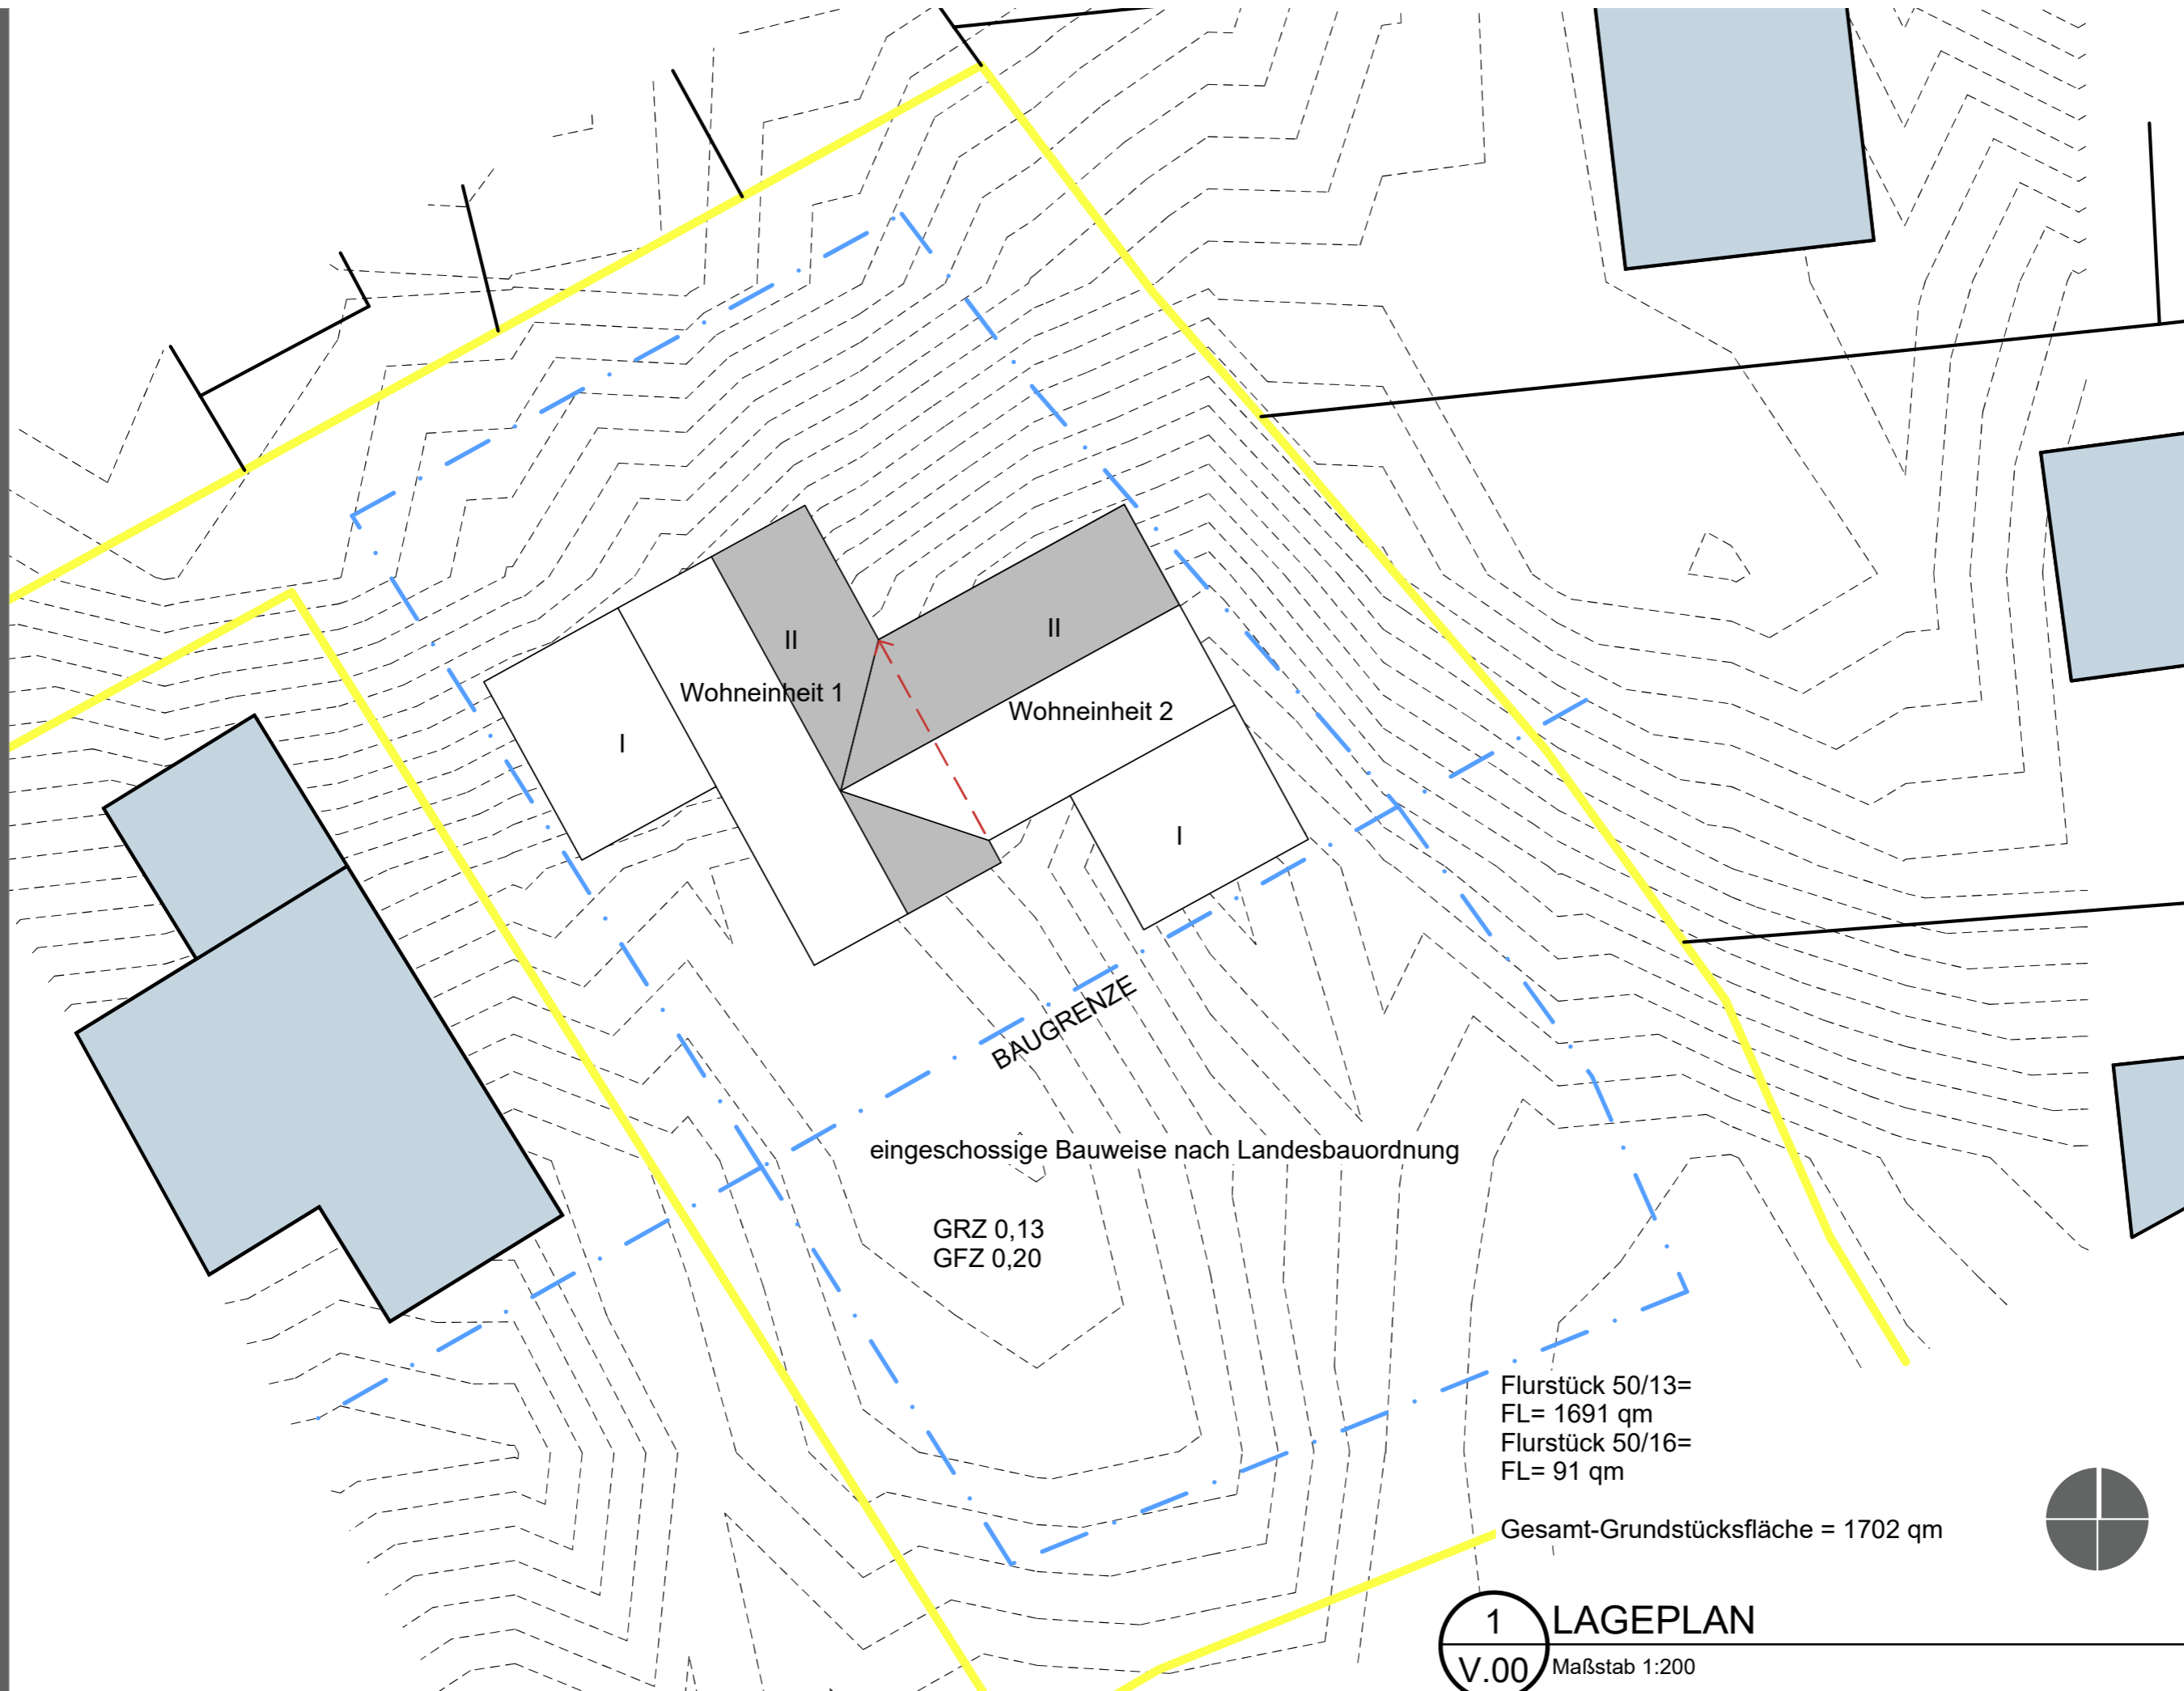 II
II
Wohneinheit 1
Wohneinheit 2
I
I
BAUGRENZE
eingeschossige Bauweise nach Landesbauordnung
GRZ 0,13
GFZ 0,20
Flurstück 50/13=
FL= 1691 qm
Flurstück 50/16=
FL= 91 qm
Gesamt-Grundstücksfläche = 1702 qm
1
LAGEPLAN
V.00
Maßstab 1:200